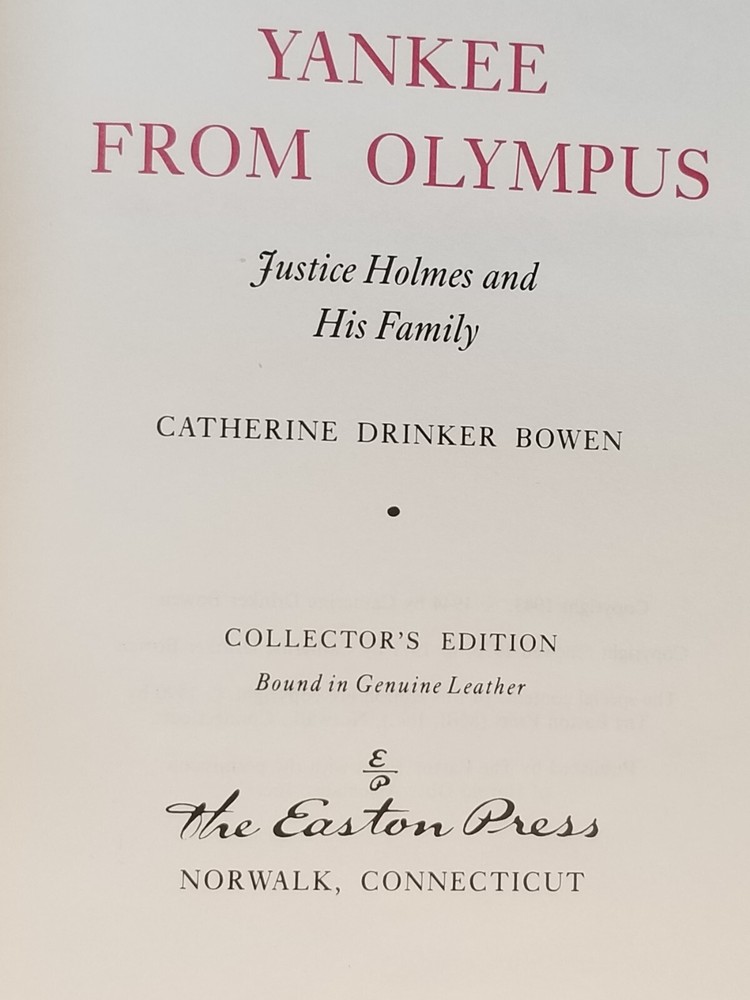 YANKEE
FROM OLYMPUS
Justice Holmes and
His Family
CATHERINE DRINKER BOWEN
•
COLLECTOR'S EDITION
Bound in Genuine Leather
E
P
The Easton Press
NORWALK, CONNECTICUT